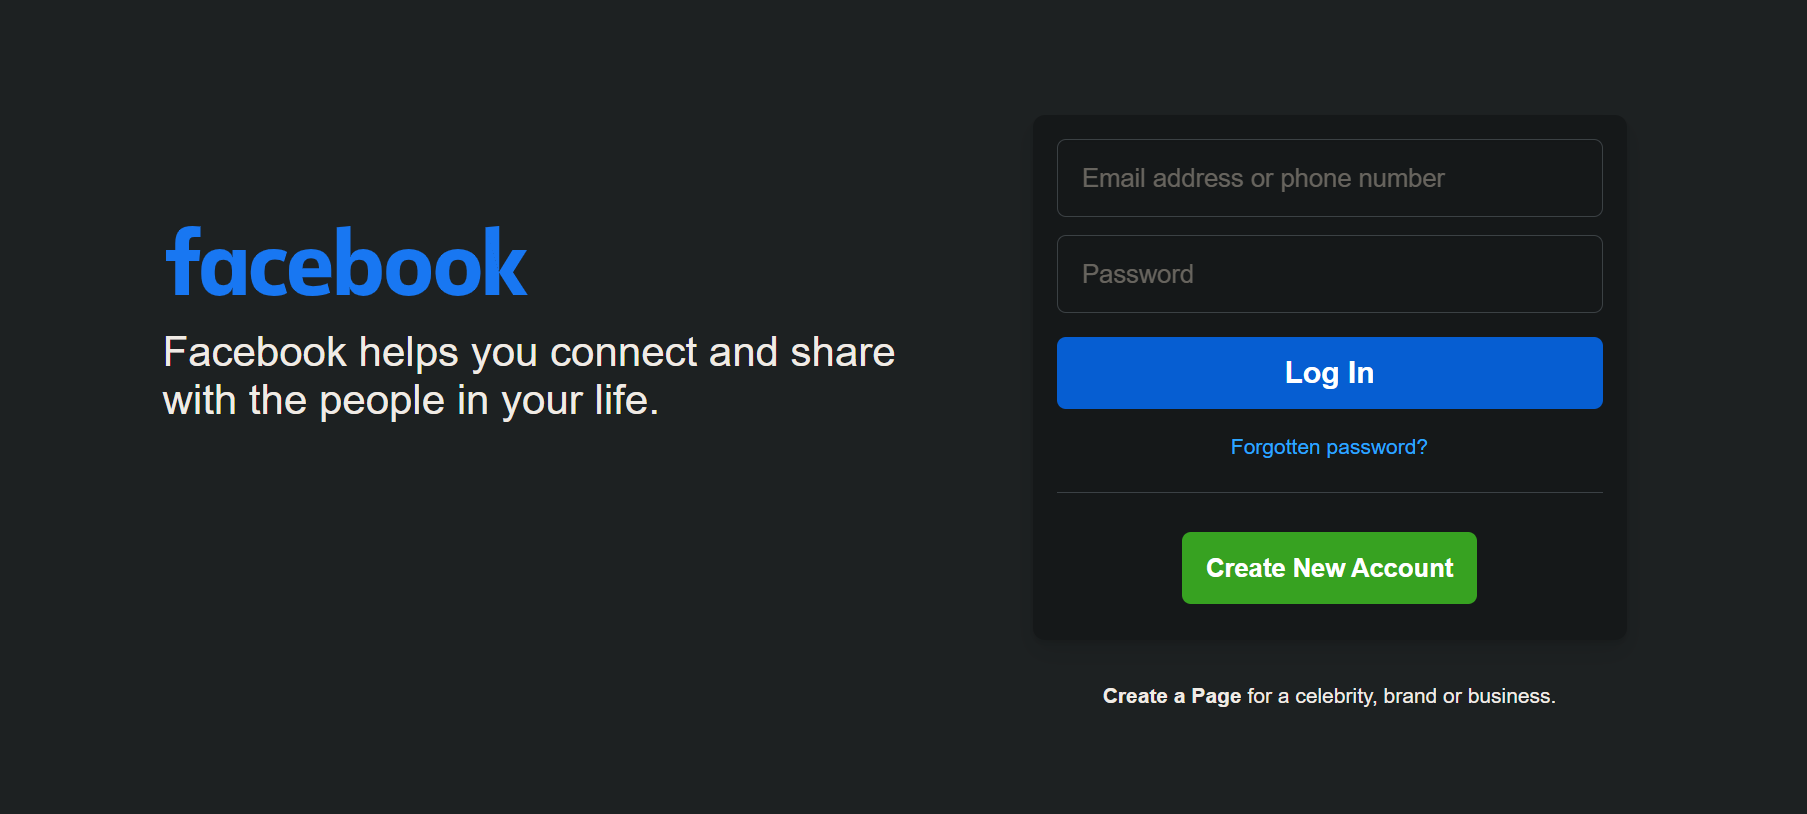 facebook
Facebook helps you connect and share
with the people in your life.
Email address or phone number
Password
Log In
Forgotten password?
Create New Account
Create a Page for a celebrity, brand or business.